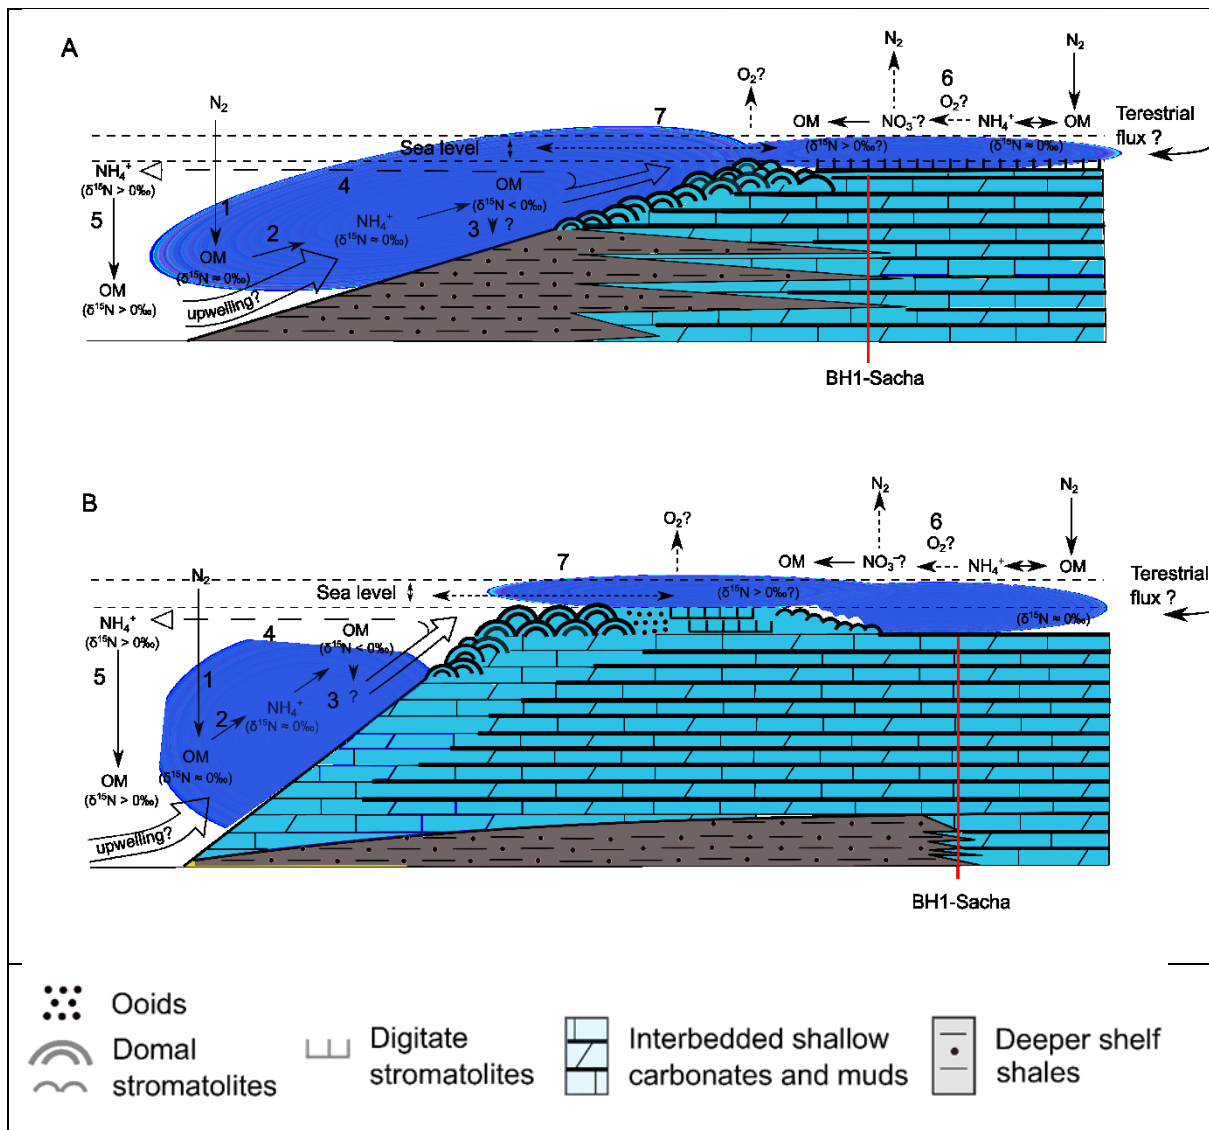 A
N₂
N₂
N₂
O₂?
6
O₂?
7
OM
NO₃⁻?
NH₄⁺
OM
Terestrial
flux ?
Sea level
(δ¹⁵N > 0‰?)
(δ¹⁵N ≈ 0‰)
NH₄⁺
(δ¹⁵N > 0‰)
4
OM
(δ¹⁵N < 0‰)
5
1
2
NH₄⁺
(δ¹⁵N ≈ 0‰)
3
?
OM
(δ¹⁵N ≈ 0‰)
OM
(δ¹⁵N > 0‰)
upwelling?
BH1-Sacha
B
N₂
N₂
O₂?
6
O₂?
7
OM
NO₃⁻?
NH₄⁺
OM
Terestrial
flux ?
N₂
Sea level
(δ¹⁵N > 0‰?)
(δ¹⁵N ≈ 0‰)
NH₄⁺
(δ¹⁵N > 0‰)
4
OM
(δ¹⁵N < 0‰)
5
1
2
NH₄⁺
(δ¹⁵N ≈ 0‰)
3
?
OM
(δ¹⁵N ≈ 0‰)
OM
(δ¹⁵N > 0‰)
upwelling?
BH1-Sacha
Ooids
Domal
stromatolites
Digitate
stromatolites
Interbedded shallow
carbonates and muds
Deeper shelf
shales